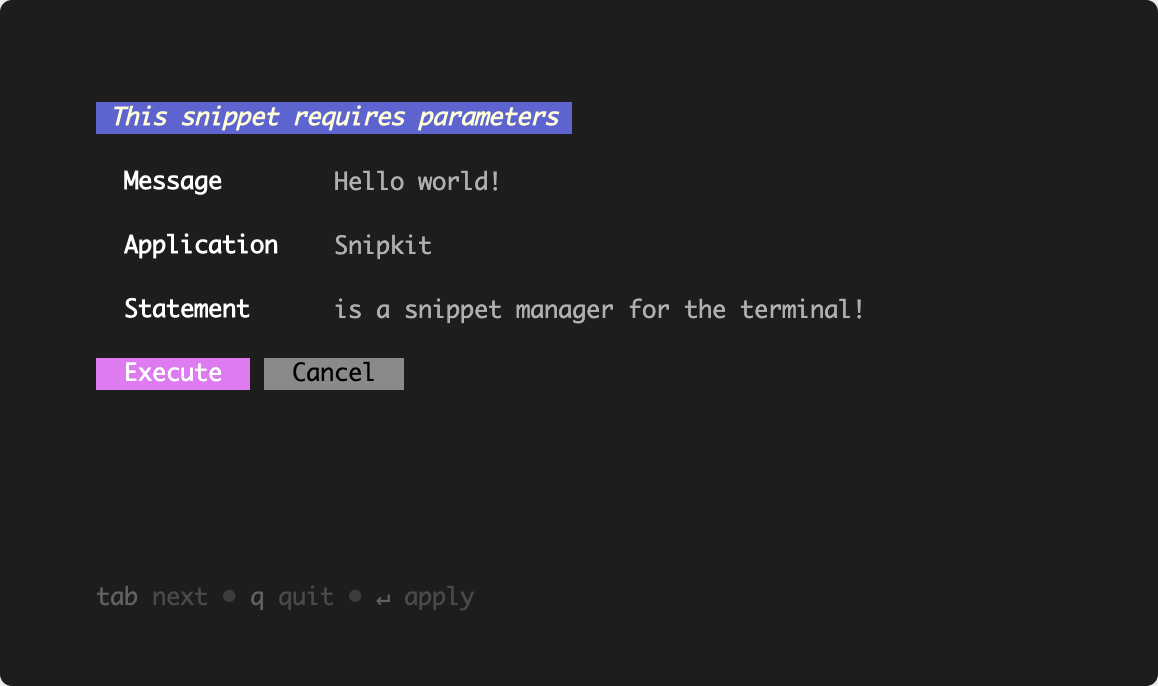 This snippet requires parameters
Message Hello world!
Application Snipkit
Statement is a snippet manager for the terminal!
Execute Cancel
tab next • q quit • ↵ apply